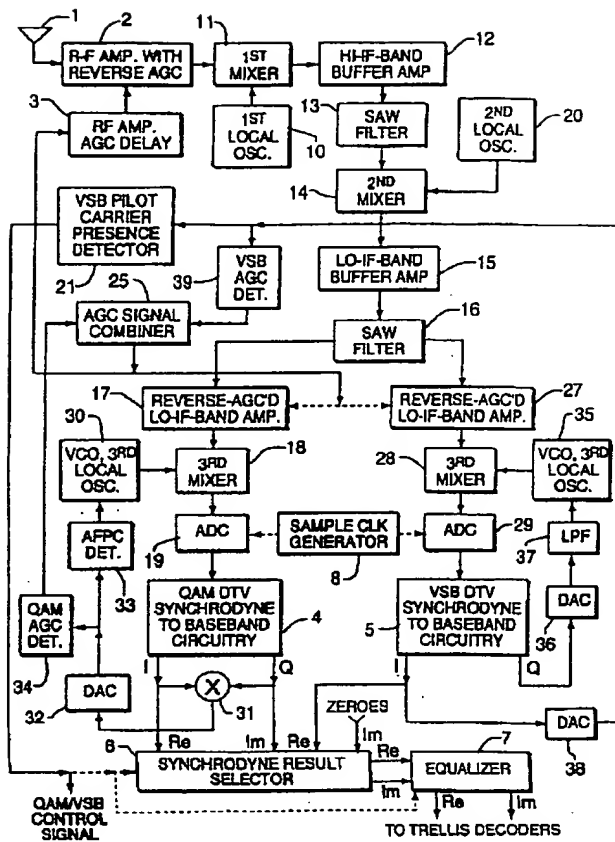 1
2
R-F AMP. WITH
REVERSE AGC
11
1ST
MIXER
HI-IF-BAND
BUFFER AMP
12
3
RF AMP.
AGC DELAY
1ST
LOCAL
OSC.
10
13
SAW
FILTER
2ND
LOCAL
OSC.
20
14
2ND
MIXER
VSB PILOT
CARRIER
PRESENCE
DETECTOR
21
39
VSB
AGC
DET.
LO-IF-BAND
BUFFER AMP
15
25
AGC SIGNAL
COMBINER
SAW
FILTER
16
17
REVERSE-AGC'D
LO-IF-BAND AMP.
REVERSE-AGC'D
LO-IF-BAND AMP.
27
30
VCO, 3RD
LOCAL
OSC.
3RD
MIXER
18
28
3RD
MIXER
35
VCO, 3RD
LOCAL
OSC.
AFPC
DET.
33
19
ADC
SAMPLE CLK
GENERATOR
8
ADC
29
LPF
37
QAM
AGC
DET.
34
QAM DTV
SYNCHRODYNE
TO BASEBAND
CIRCUITRY
4
5
VSB DTV
SYNCHRODYNE
TO BASEBAND
CIRCUITRY
DAC
36
I
Q
I
Q
DAC
32
X
31
ZEROES
DAC
38
6
Re
Im
Re
Im
SYNCHRODYNE RESULT
SELECTOR
Re
Im
7
EQUALIZER
QAM/VSB
CONTROL
SIGNAL
Re
Im
TO TRELLIS DECODERS